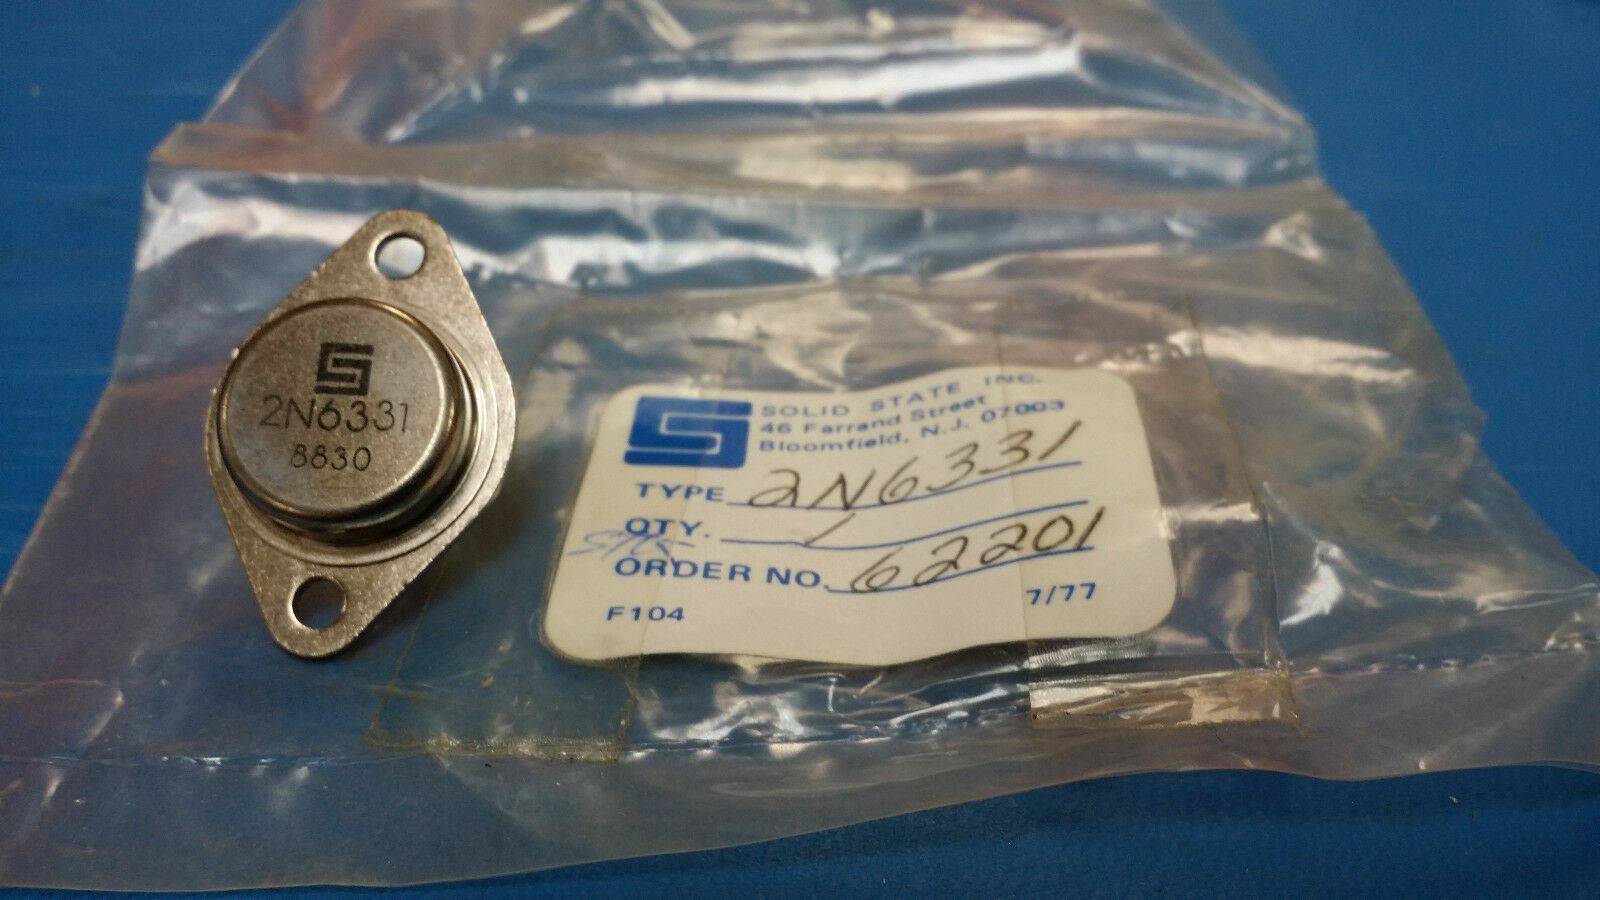 2N6331
8830
SOLID STATE INC.
46 Farrand Street
Bloomfield, N.J. 07003
TYPE 2N6331
QTY. 1
ORDER NO. 62201
F104 7/77